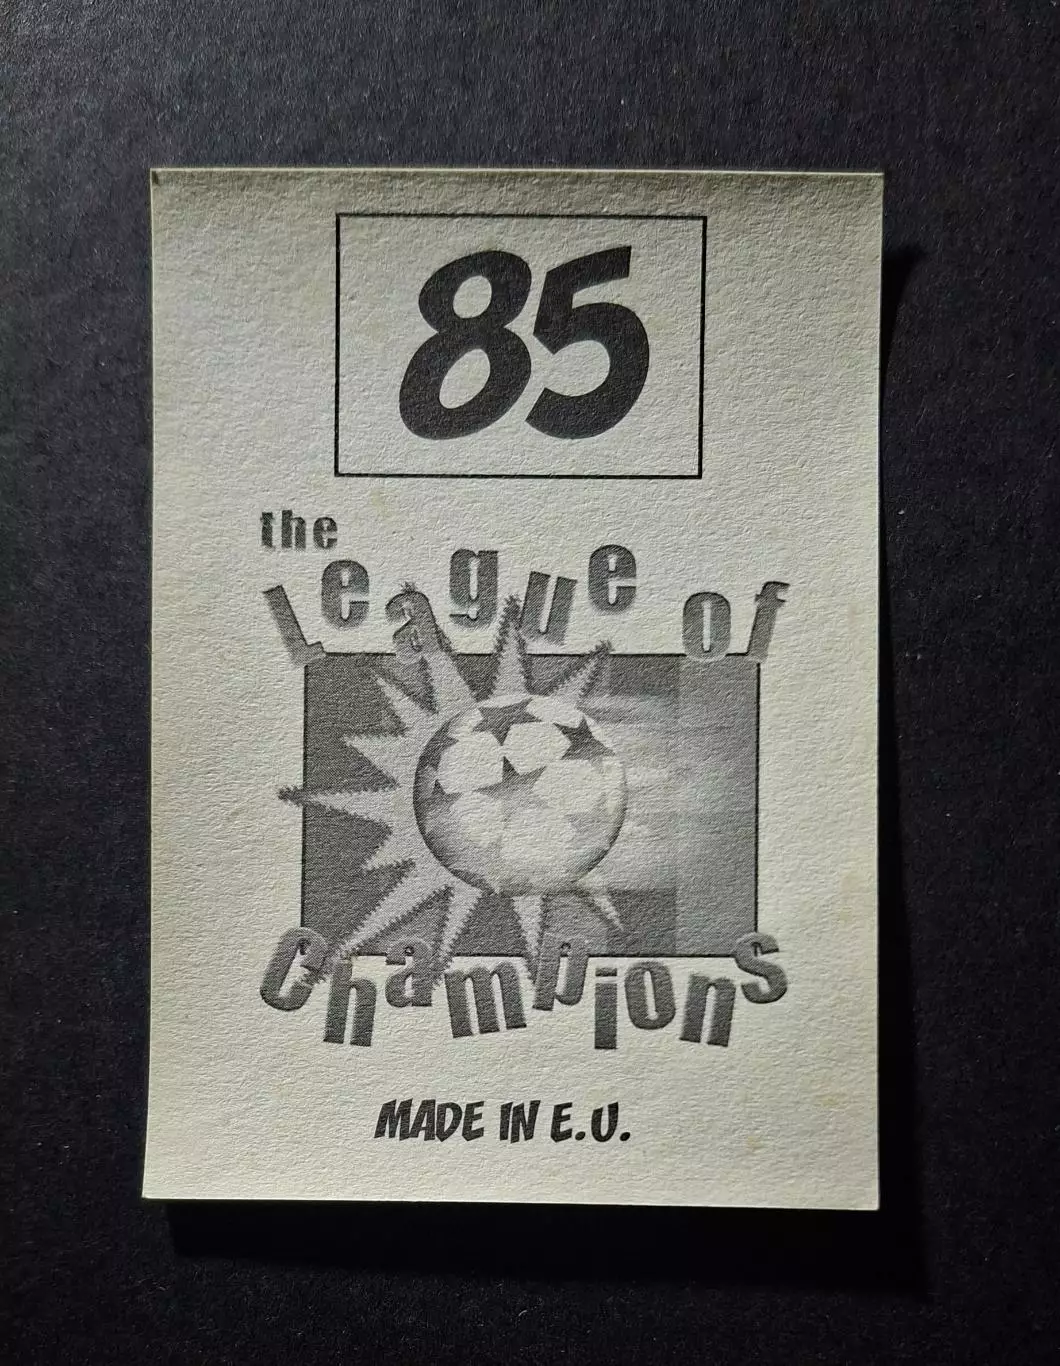 85
the
League of
Champions
MADE IN E.U.